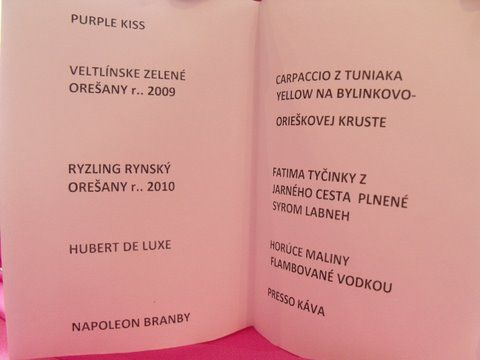 PURPLE KISS
VELTLÍNSKE ZELENÉ
OREŠANY r.. 2009
RYZLING RYNSKÝ
OREŠANY r.. 2010
HUBERT DE LUXE
NAPOLEON BRANBY
CARPACCIO Z TUNIAKA
YELLOW NA BYLINKOVO-
ORIEŠKOVEJ KRUSTE
FATIMA TYČINKY Z
JARNÉHO CESTA PLNENÉ
SYROM LABNEH
HORÚCE MALINY
FLAMBOVANÉ VODKOU
PRESSO KÁVA